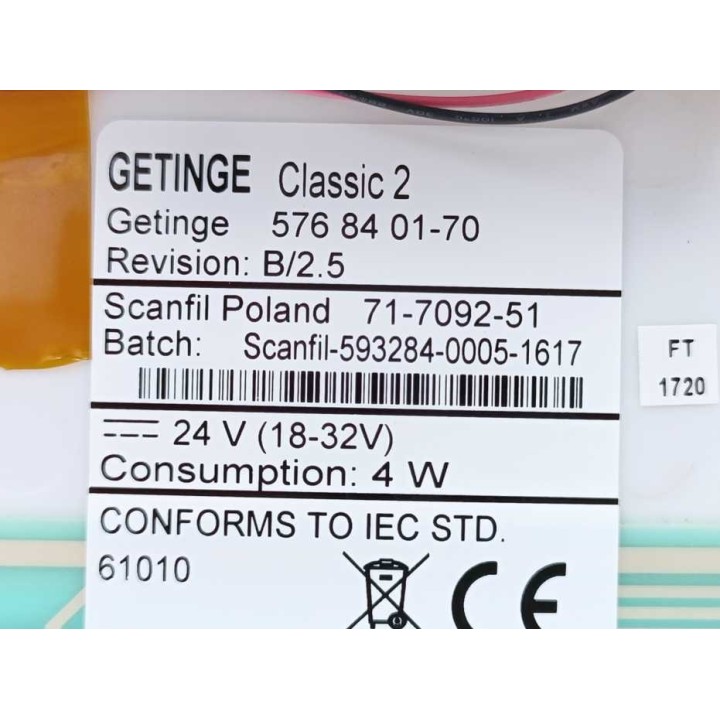 GETINGE Classic 2
Getinge 576 84 01-70
Revision: B/2.5
Scanfil Poland 71-7092-51
Batch: Scanfil-593284-0005-1617
24 V (18-32V)
Consumption: 4 W
CONFORMS TO IEC STD.
61010
CE
FT
1720